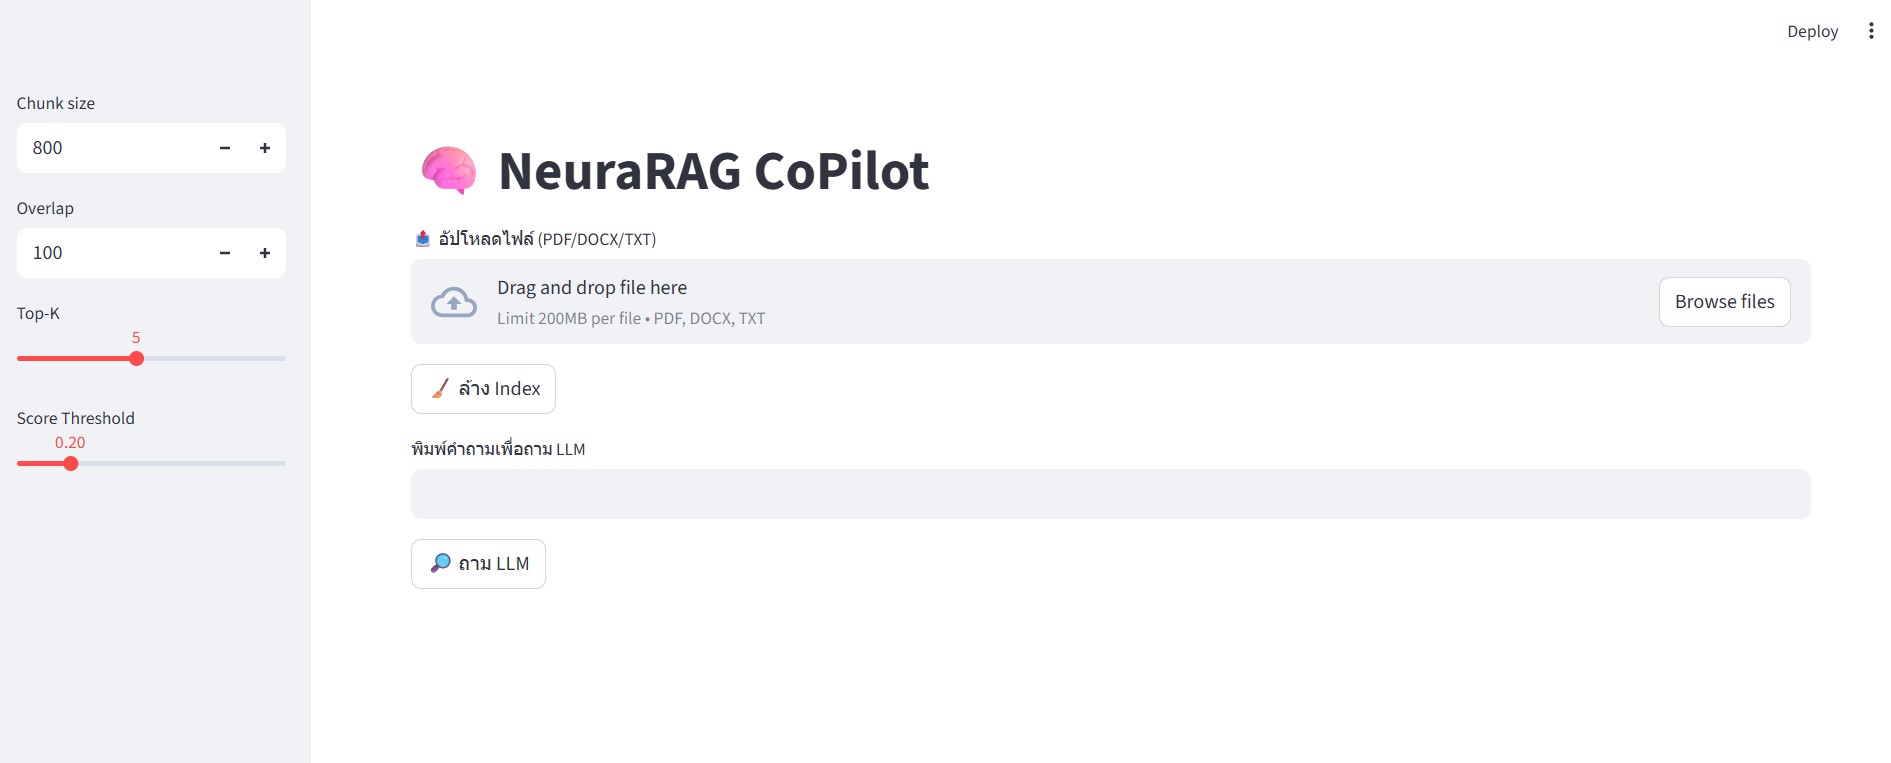 Deploy
Chunk size
800
Overlap
100
Top-K
5
Score Threshold
0.20
NeuraRAG CoPilot
อัปโหลดไฟล์ (PDF/DOCX/TXT)
Drag and drop file here
Limit 200MB per file • PDF, DOCX, TXT
Browse files
ล้าง Index
พิมพ์คำถามเพื่อถาม LLM
ถาม LLM